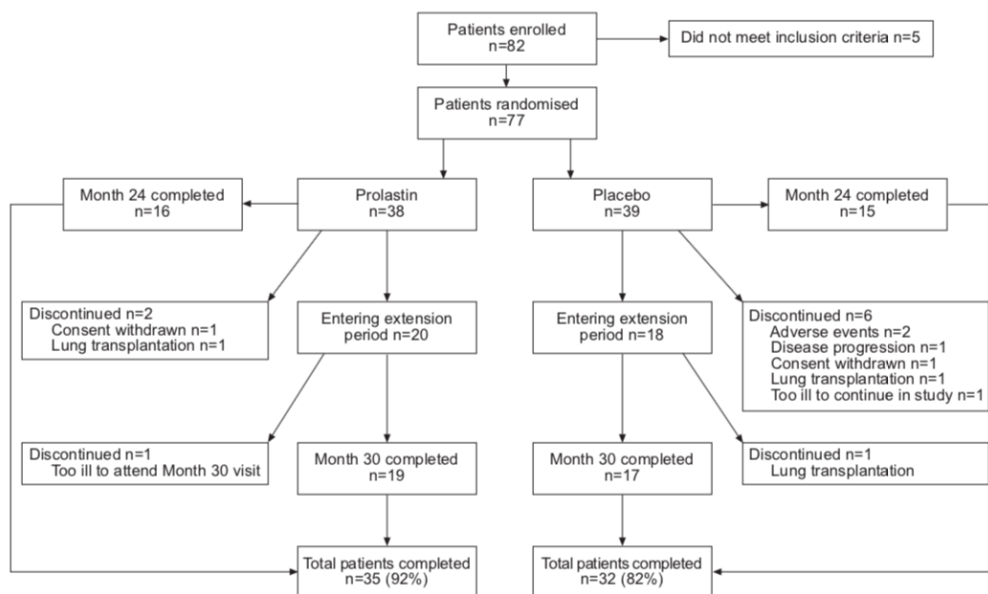 Patients enrolled
n=82
Did not meet inclusion criteria n=5
Patients randomised
n=77
Month 24 completed
n=16
Prolastin
n=38
Placebo
n=39
Month 24 completed
n=15
Discontinued n=2
Consent withdrawn n=1
Lung transplantation n=1
Entering extension
period n=20
Entering extension
period n=18
Discontinued n=6
Adverse events n=2
Disease progression n=1
Consent withdrawn n=1
Lung transplantation n=1
Too ill to continue in study n=1
Discontinued n=1
Too ill to attend Month 30 visit
Month 30 completed
n=19
Month 30 completed
n=17
Discontinued n=1
Lung transplantation
Total patients completed
n=35 (92%)
Total patients completed
n=32 (82%)